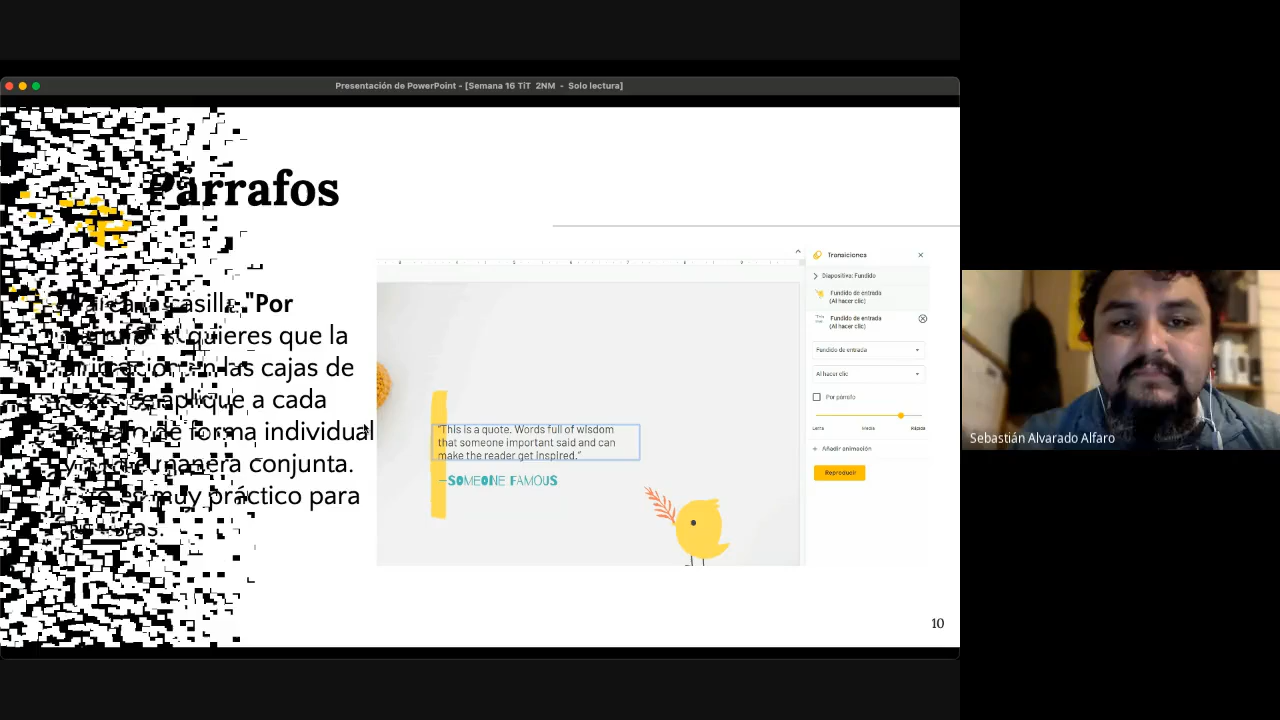 Presentación de PowerPoint - [Semana 16 TiT 2NM - Solo lectura]
Párrafos
casilla "Por
quieres que la
las cajas de
aplique a cada
de forma individual
y manera conjunta.
muy práctico para
Transiciones
Diapositiva: Fundido
Fundido de entrada
(Al hacer clic)
Fundido de entrada
(Al hacer clic)
Fundido de entrada
Al hacer clic
Por párrafo
Lenta Media Rápida
+ Añadir animación
Reproducir
"This is a quote. Words full of wisdom
that someone important said and can
make the reader get inspired."
—SOMEONE FAMOUS
10
Sebastián Alvarado Alfaro